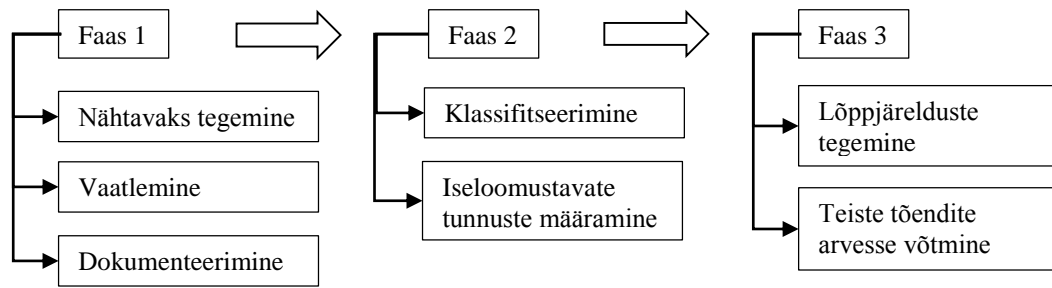 Faas 1
Nähtavaks tegemine
Vaatlemine
Dokumenteerimine
Faas 2
Klassifitseerimine
Iseloomustavate
tunnuste määramine
Faas 3
Lõppjärelduste
tegemine
Teiste tõendite
arvesse võtmine